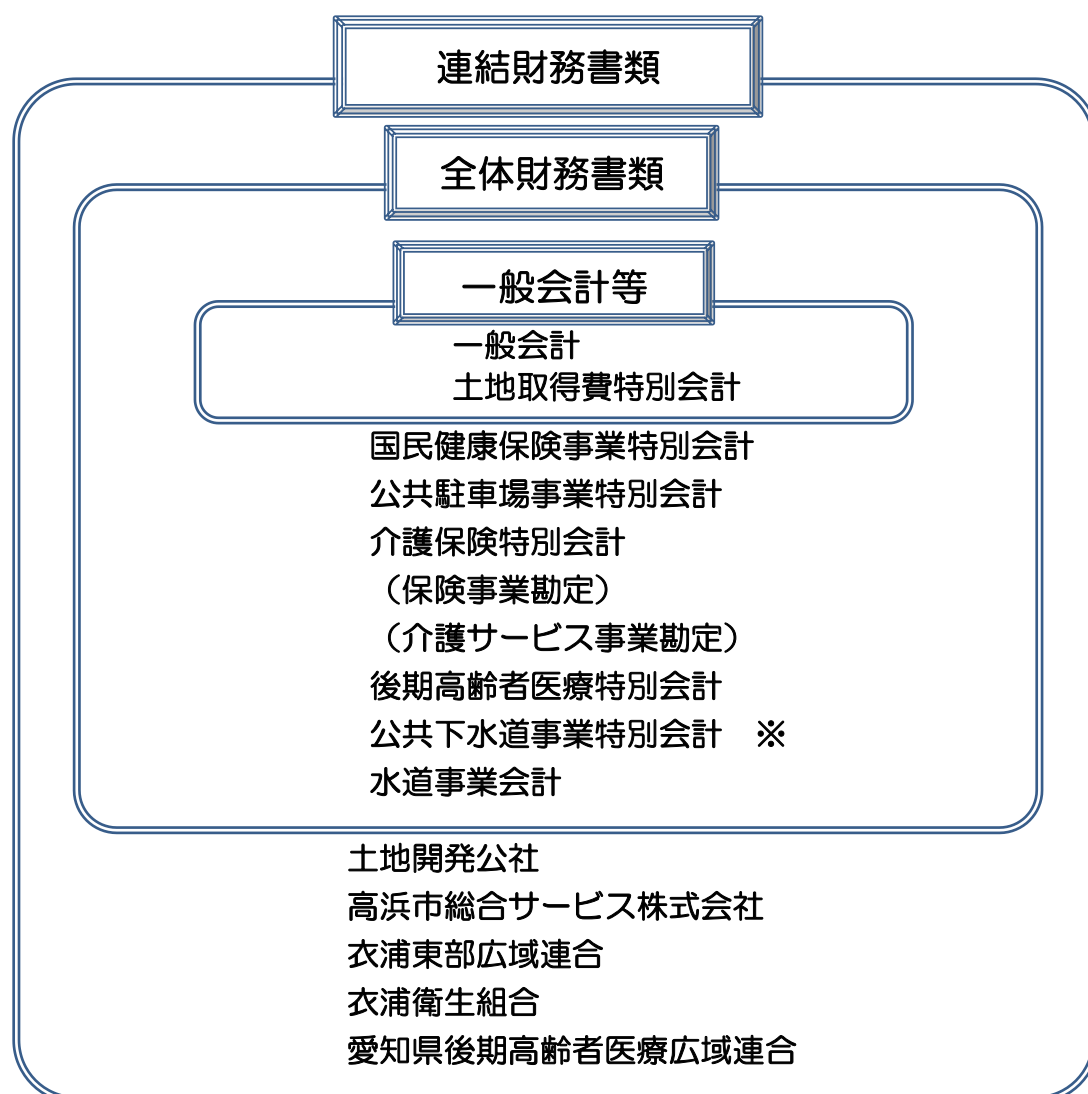 連結財務書類
全体財務書類
一般会計等
一般会計
土地取得費特別会計
国民健康保険事業特別会計
公共駐車場事業特別会計
介護保険特別会計
（保険事業勘定）
（介護サービス事業勘定）
後期高齢者医療特別会計
公共下水道事業特別会計　※
水道事業会計
土地開発公社
高浜市総合サービス株式会社
衣浦東部広域連合
衣浦衛生組合
愛知県後期高齢者医療広域連合